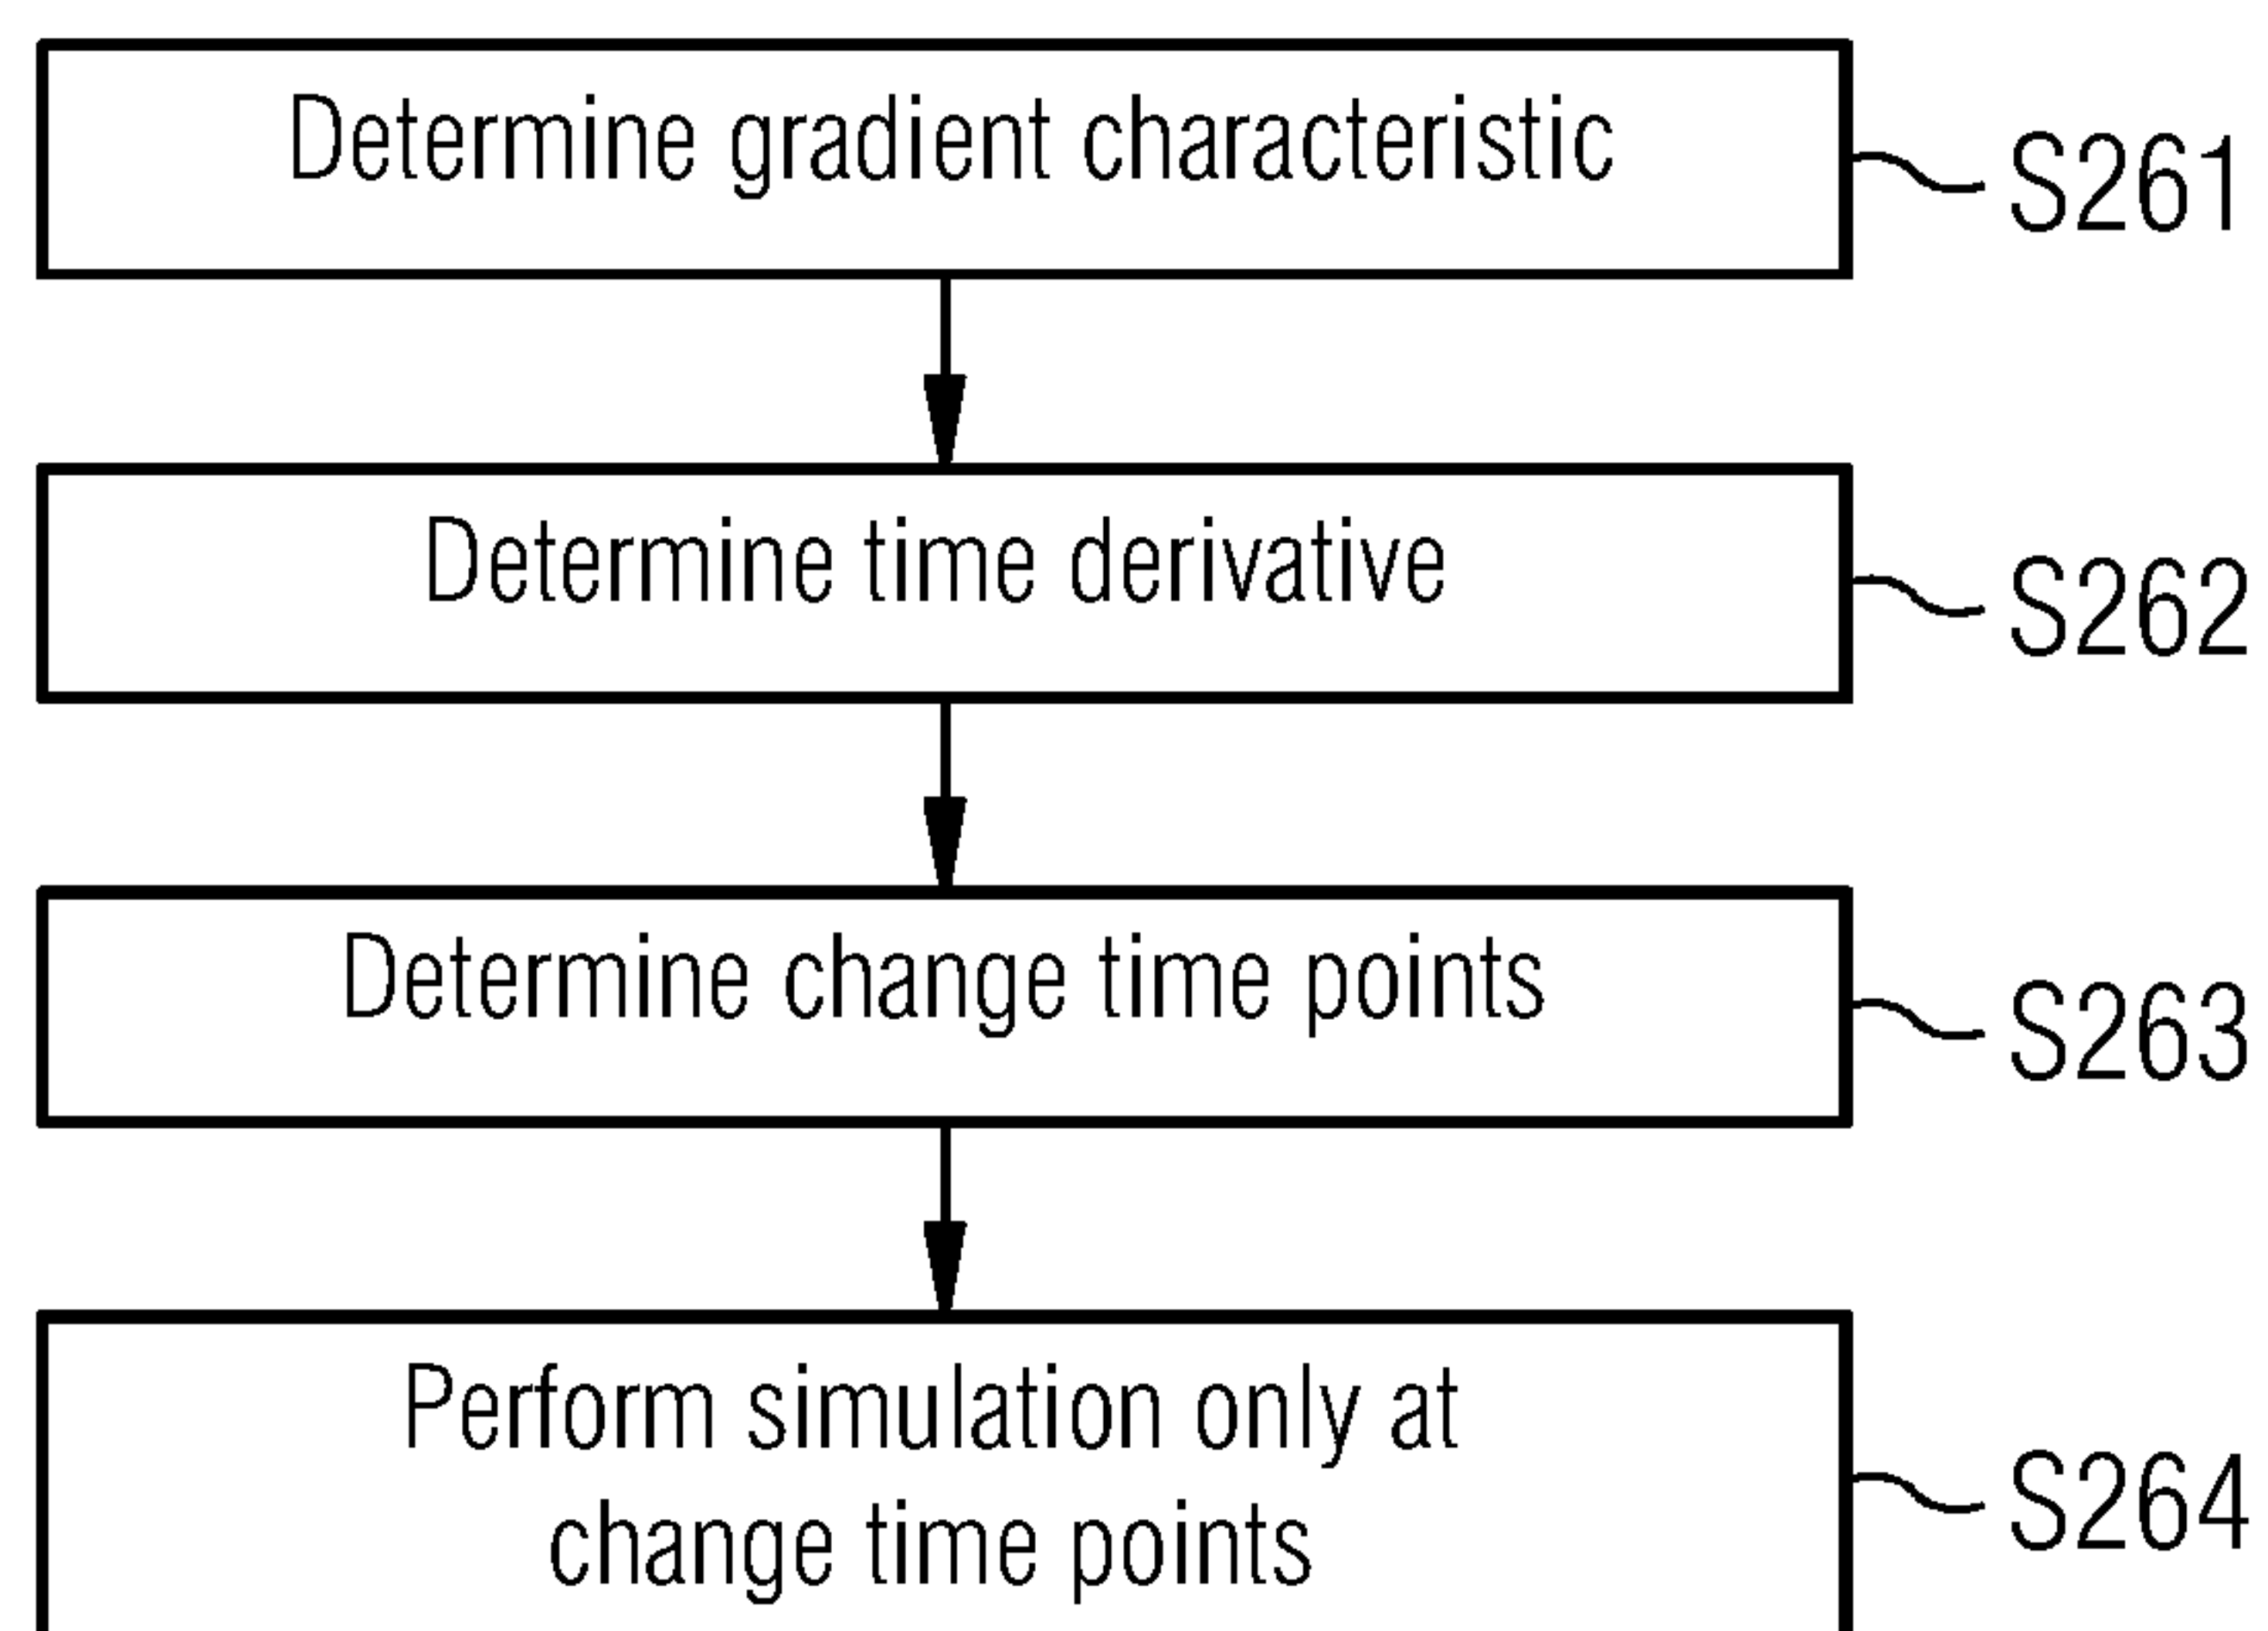 Determine gradient characteristic
S261
Determine time derivative
S262
Determine change time points
S263
Perform simulation only at
change time points
S264